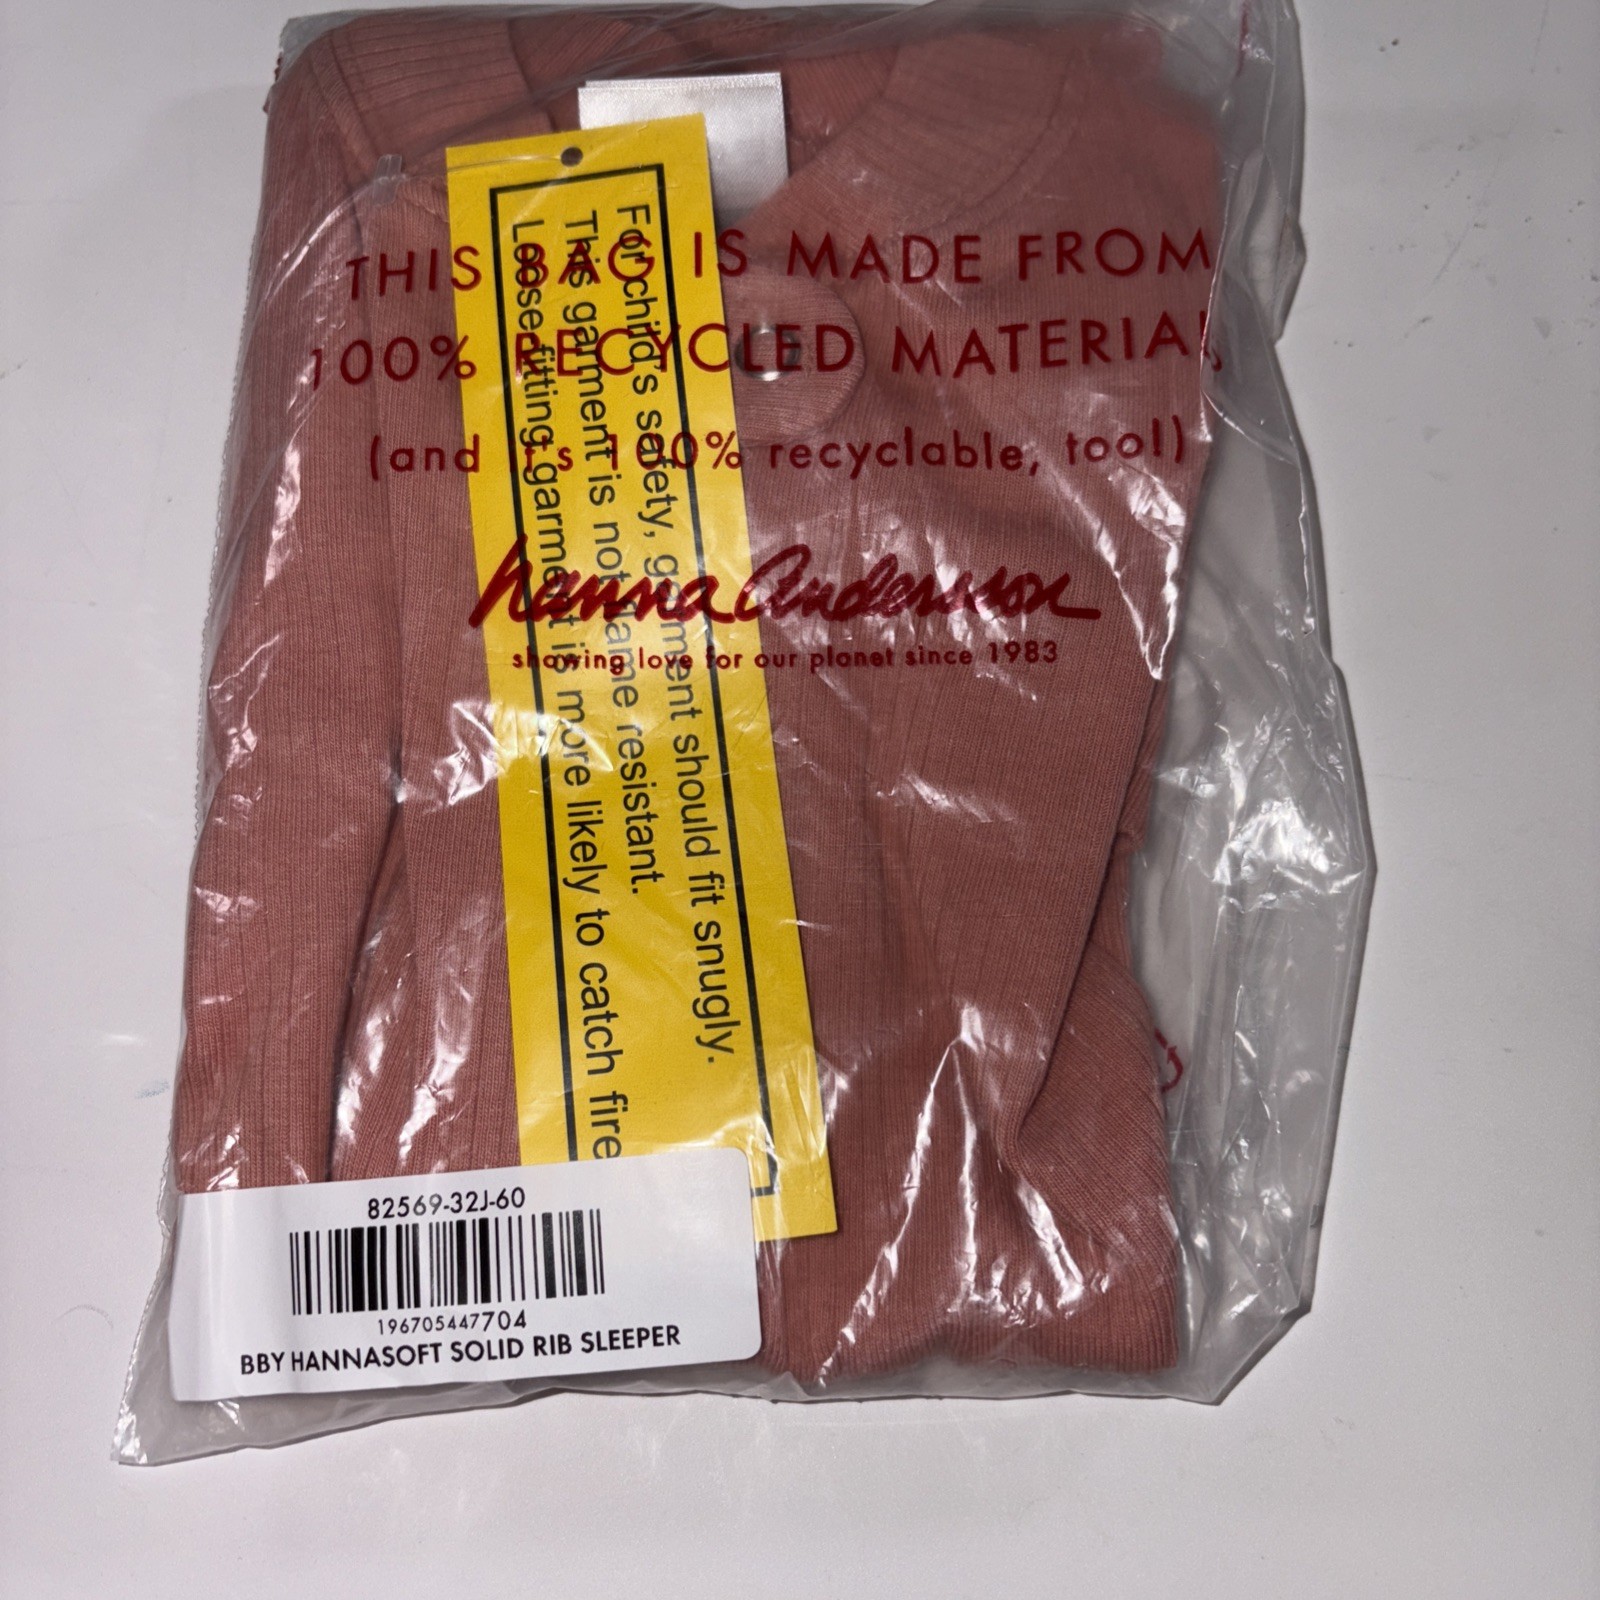 THIS BAG IS MADE FROM
100% RECYCLED MATERIAL
(and it's 100% recyclable, too!)
hanna Andersson
showing love for our planet since 1983
For child's safety, garment should fit snugly.
This garment is not flame resistant.
Loose-fitting garment is more likely to catch fire
82569-32J-60
196705447704
BBY HANNASOFT SOLID RIB SLEEPER